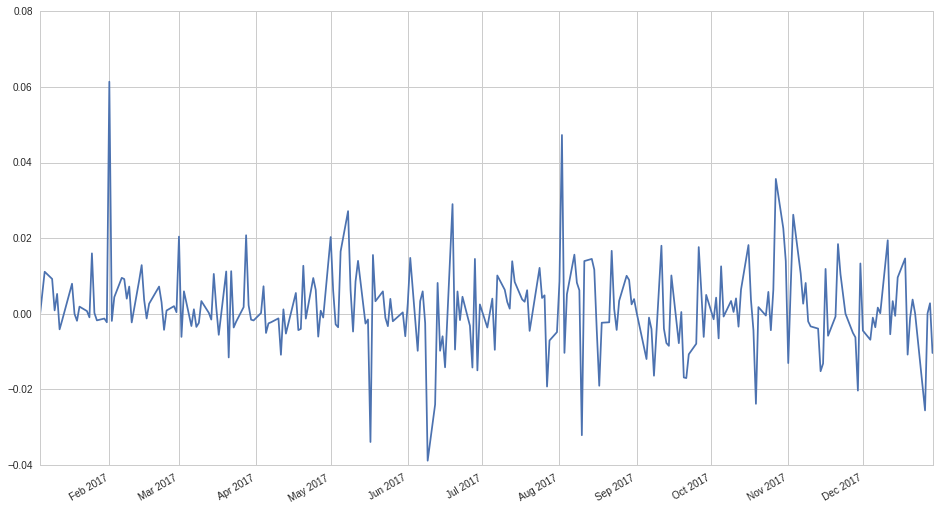 0.08
0.06
0.04
0.02
0.00
−0.02
−0.04
Feb 2017
Mar 2017
Apr 2017
May 2017
Jun 2017
Jul 2017
Aug 2017
Sep 2017
Oct 2017
Nov 2017
Dec 2017